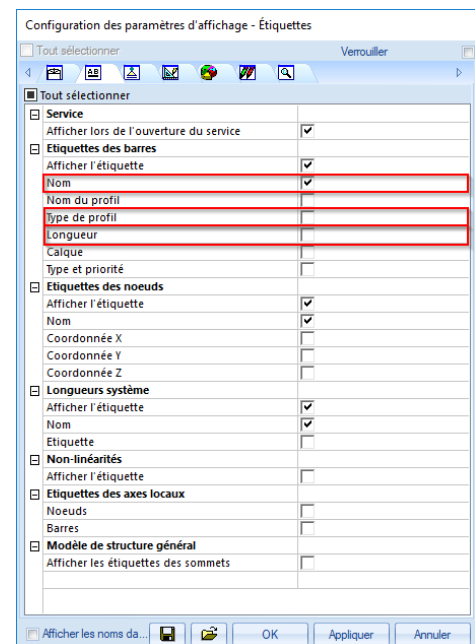 Configuration des paramètres d'affichage - Étiquettes
Tout sélectionner Verrouiller
Tout sélectionner
Service
Afficher lors de l'ouverture du service
Etiquettes des barres
Afficher l'étiquette
Nom
Nom du profil
Type de profil
Longueur
Calque
Type et priorité
Etiquettes des noeuds
Afficher l'étiquette
Nom
Coordonnée X
Coordonnée Y
Coordonnée Z
Longueurs système
Afficher l'étiquette
Nom
Etiquette
Non-linéarités
Afficher l'étiquette
Etiquettes des axes locaux
Noeuds
Barres
Modèle de structure général
Afficher les étiquettes des sommets
Afficher les noms da... OK Appliquer Annuler